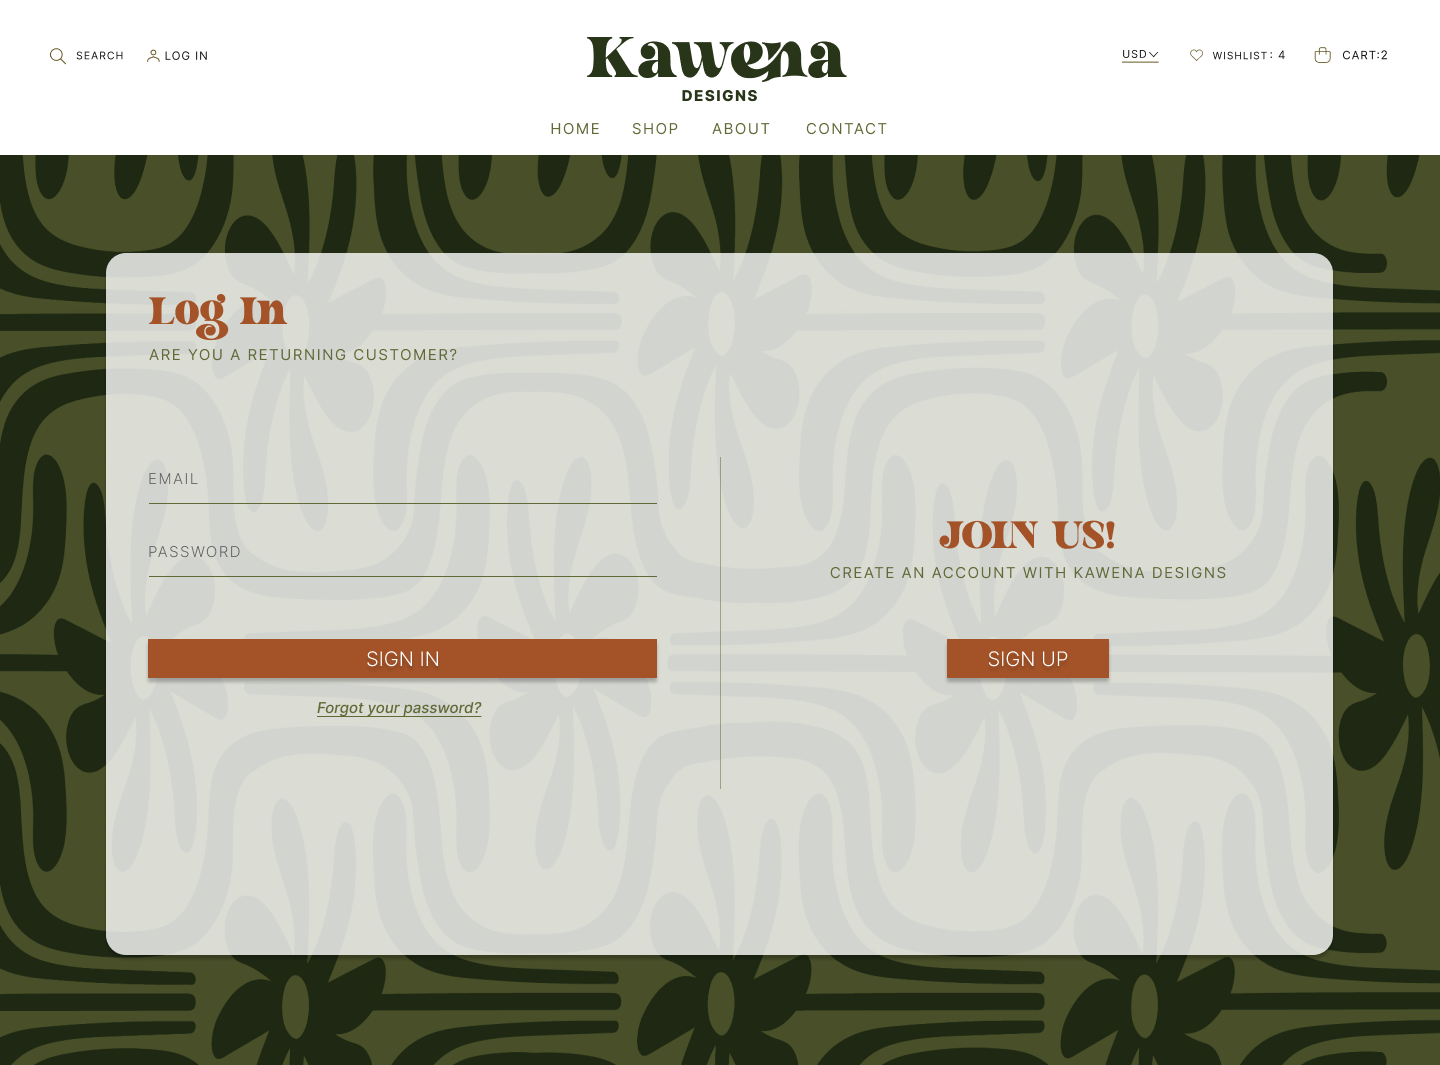 SEARCH
LOG IN
Kawena
DESIGNS
USD
WISHLIST: 4
CART:2
HOME
SHOP
ABOUT
CONTACT
Log In
ARE YOU A RETURNING CUSTOMER?
EMAIL
PASSWORD
SIGN IN
Forgot your password?
JOIN US!
CREATE AN ACCOUNT WITH KAWENA DESIGNS
SIGN UP